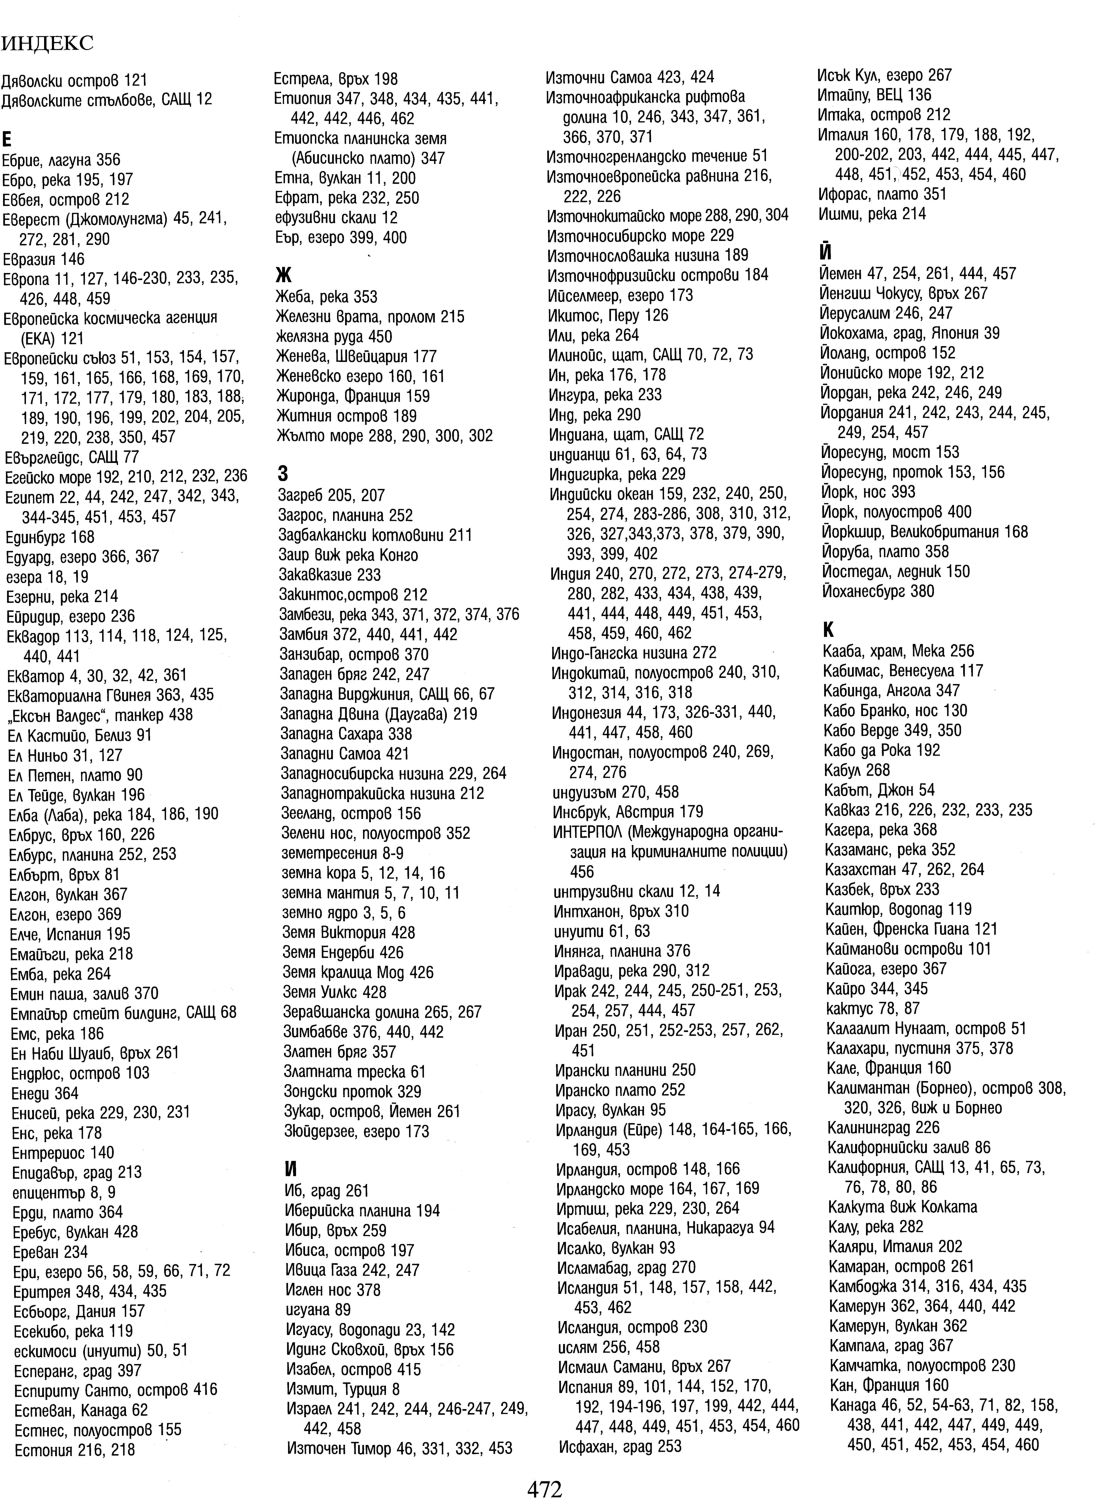 ИНДЕКС
Дяволски остров 121
Дяволските стълбове, САЩ 12
Е
Ебрие, лагуна 356
Ебро, река 195, 197
Евбея, остров 212
Еверест (Джомолунгма) 45, 241,
272, 281, 290
Евразия 146
Европа 11, 127, 146-230, 233, 235,
426, 448, 459
Европейска космическа агенция
(ЕКА) 121
Европейски съюз 51, 153, 154, 157,
159, 161, 165, 166, 168, 169, 170,
171, 172, 177, 179, 180, 183, 188,
189, 190, 196, 199, 202, 204, 205,
219, 220, 238, 350, 457
Евърглейдс, САЩ 77
Егейско море 192, 210, 212, 232, 236
Египет 22, 44, 242, 247, 342, 343,
344-345, 451, 453, 457
Единбург 168
Едуард, езеро 366, 367
езера 18, 19
Езерни, река 214
Ейридир, езеро 236
Еквадор 113, 114, 118, 124, 125,
440, 441
Екватор 4, 30, 32, 42, 361
Екваториална Гвинея 363, 435
„Ексън Валдес“, танкер 438
Ел Кастийо, Белиз 91
Ел Ниньо 31, 127
Ел Петен, плато 90
Ел Тейде, вулкан 196
Елба (Лаба), река 184, 186, 190
Елбрус, връх 160, 226
Елбурс, планина 252, 253
Елбърт, връх 81
Елгон, вулкан 367
Елгон, езеро 369
Елче, Испания 195
Емайъги, река 218
Емба, река 264
Емин паша, залив 370
Емпайър стейт билдинг, САЩ 68
Емс, река 186
Ен Наби Шуаиб, връх 261
Ендрюс, остров 103
Енеди 364
Енисей, река 229, 230, 231
Енс, река 178
Ентрериос 140
Епидавър, град 213
епицентър 8, 9
Ерди, плато 364
Еребус, вулкан 428
Ереван 234
Ери, езеро 56, 58, 59, 66, 71, 72
Еритрея 348, 434, 435
Есбьорг, Дания 157
Есекибо, река 119
ескимоси (инуити) 50, 51
Есперанг, град 397
Еспириту Санто, остров 416
Естеван, Канада 62
Естнес, полуостров 155
Естония 216, 218
Естрела, връх 198
Етиопия 347, 348, 434, 435, 441,
442, 442, 446, 462
Етиопска планинска земя
(Абисинско плато) 347
Етна, вулкан 11, 200
Ефрат, река 232, 250
ефузивни скали 12
Еър, езеро 399, 400
Ж
Жеба, река 353
Железни врата, пролом 215
желязна руда 450
Женева, Швейцария 177
Женевско езеро 160, 161
Жиронда, Франция 159
Житния остров 189
Жълто море 288, 290, 300, 302
З
Загреб 205, 207
Загрос, планина 252
Задбалкански котловини 211
Заир виж река Конго
Закавказие 233
Закинтос,остров 212
Замбези, река 343, 371, 372, 374, 376
Замбия 372, 440, 441, 442
Занзибар, остров 370
Западен бряг 242, 247
Западна Вирджиния, САЩ 66, 67
Западна Двина (Даугава) 219
Западна Сахара 338
Западни Самоа 421
Западносибирска низина 229, 264
Западнотракийска низина 212
Зееланд, остров 156
Зелени нос, полуостров 352
земетресения 8-9
земна кора 5, 12, 14, 16
земна мантия 5, 7, 10, 11
земно ядро 3, 5, 6
Земя Виктория 428
Земя Ендерби 426
Земя кралица Мод 426
Земя Уилкс 428
Зеравшанска долина 265, 267
Зимбабве 376, 440, 442
Златен бряг 357
Златната треска 61
Зондски проток 329
Зукар, остров, Йемен 261
Зюйдерзее, езеро 173
И
Иб, град 261
Иберийска планина 194
Ибир, връх 259
Ибиса, остров 197
Ивица Газа 242, 247
Иглен нос 378
игуана 89
Игуасу, водопади 23, 142
Идинг Сковхой, връх 156
Изабел, остров 415
Измит, Турция 8
Израел 241, 242, 244, 246-247, 249,
442, 458
Източен Тимор 46, 331, 332, 453
Източни Самоа 423, 424
Източноафриканска рифтова
долина 10, 246, 343, 347, 361,
366, 370, 371
Източногренландско течение 51
Източноевропейска равнина 216,
222, 226
Източнокитайско море 288, 290, 304
Източносибирско море 229
Източнословашка низина 189
Източнофризийски острови 184
Ийселмеер, езеро 173
Икитос, Перу 126
Или, река 264
Илинойс, щат, САЩ 70, 72, 73
Ин, река 176, 178
Ингура, река 233
Инд, река 290
Индиана, щат, САЩ 72
индианци 61, 63, 64, 73
Индигирка, река 229
Индийски океан 159, 232, 240, 250,
254, 274, 283-286, 308, 310, 312,
326, 327,343,373, 378, 379, 390,
393, 399, 402
Индия 240, 270, 272, 273, 274-279,
280, 282, 433, 434, 438, 439,
441, 444, 448, 449, 451, 453,
458, 459, 460, 462
Индо-Гангска низина 272
Индокитай, полуостров 240, 310,
312, 314, 316, 318
Индонезия 44, 173, 326-331, 440,
441, 447, 458, 460
Индостан, полуостров 240, 269,
274, 276
индуизъм 270, 458
Инсбрук, Австрия 179
ИНТЕРПОЛ (Международна органи-
зация на криминалните полиции)
456
интрузивни скали 12, 14
Интханон, връх 310
инуити 61, 63
Инянга, планина 376
Иравади, река 290, 312
Ирак 242, 244, 245, 250-251, 253,
254, 257, 444, 457
Иран 250, 251, 252-253, 257, 262,
451
Ирански планини 250
Иранско плато 252
Ирасу, вулкан 95
Ирландия (Ейре) 148, 164-165, 166,
169, 453
Ирландия, остров 148, 166
Ирландско море 164, 167, 169
Иртиш, река 229, 230, 264
Исабелия, планина, Никарагуа 94
Исалко, вулкан 93
Исламабад, град 270
Исландия 51, 148, 157, 158, 442,
453, 462
Исландия, остров 230
ислям 256, 458
Исмаил Самани, връх 267
Испания 89, 101, 144, 152, 170,
192, 194-196, 197, 199, 442, 444,
447, 448, 449, 451, 453, 454, 460
Исфахан, град 253
Исък Кул, езеро 267
Итайпу, ВЕЦ 136
Итака, остров 212
Италия 160, 178, 179, 188, 192,
200-202, 203, 442, 444, 445, 447,
448, 451, 452, 453, 454, 460
Ифорас, плато 351
Ишми, река 214
Й
Йемен 47, 254, 261, 444, 457
Йенгиш Чокусу, връх 267
Йерусалим 246, 247
Йокохама, град, Япония 39
Йоланд, остров 152
Йонийско море 192, 212
Йордан, река 242, 246, 249
Йордания 241, 242, 243, 244, 245,
249, 254, 457
Йоресунд, мост 153
Йоресунд, проток 153, 156
Йорк, нос 393
Йорк, полуостров 400
Йоркшир, Великобритания 168
Йоруба, плато 358
Йостедал, ледник 150
Йоханесбург 380
К
Кааба, храм, Мека 256
Кабимас, Венесуела 117
Кабинда, Ангола 347
Кабо Бранко, нос 130
Кабо Верде 349, 350
Кабо да Рока 192
Кабул 268
Кабът, Джон 54
Кавказ 216, 226, 232, 233, 235
Кагера, река 368
Казаманс, река 352
Казахстан 47, 262, 264
Казбек, връх 233
Каитюр, водопад 119
Кайен, Френска Гиана 121
Кайманови острови 101
Кайога, езеро 367
Кайро 344, 345
кактус 78, 87
Калаалит Нунаат, остров 51
Калахари, пустиня 375, 378
Кале, Франция 160
Калимантан (Борнео), остров 308,
320, 326, виж и Борнео
Калининград 226
Калифорнийски залив 86
Калифорния, САЩ 13, 41, 65, 73,
76, 78, 80, 86
Калкута виж Колката
Калу, река 282
Каляри, Италия 202
Камаран, остров 261
Камбоджа 314, 316, 434, 435
Камерун 362, 364, 440, 442
Камерун, вулкан 362
Кампала, град 367
Камчатка, полуостров 230
Кан, Франция 160
Канада 46, 52, 54-63, 71, 82, 158,
438, 441, 442, 447, 449, 449,
450, 451, 452, 453, 454, 460
472